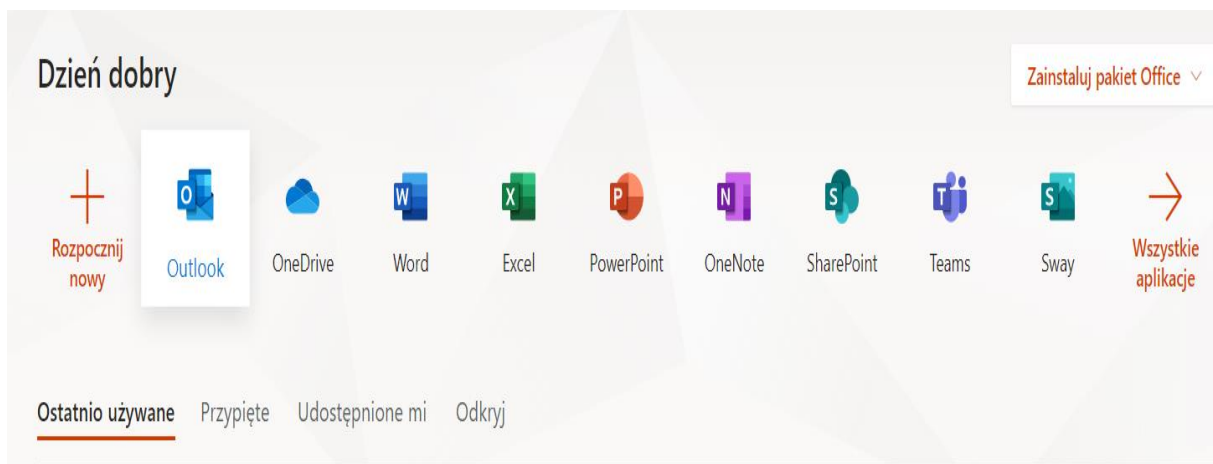 Dzień dobry
Zainstaluj pakiet Office
Rozpocznij
nowy
Outlook
OneDrive
Word
Excel
PowerPoint
OneNote
SharePoint
Teams
Sway
Wszystkie
aplikacje
Ostatnio używane Przypięte Udostępnione mi Odkryj